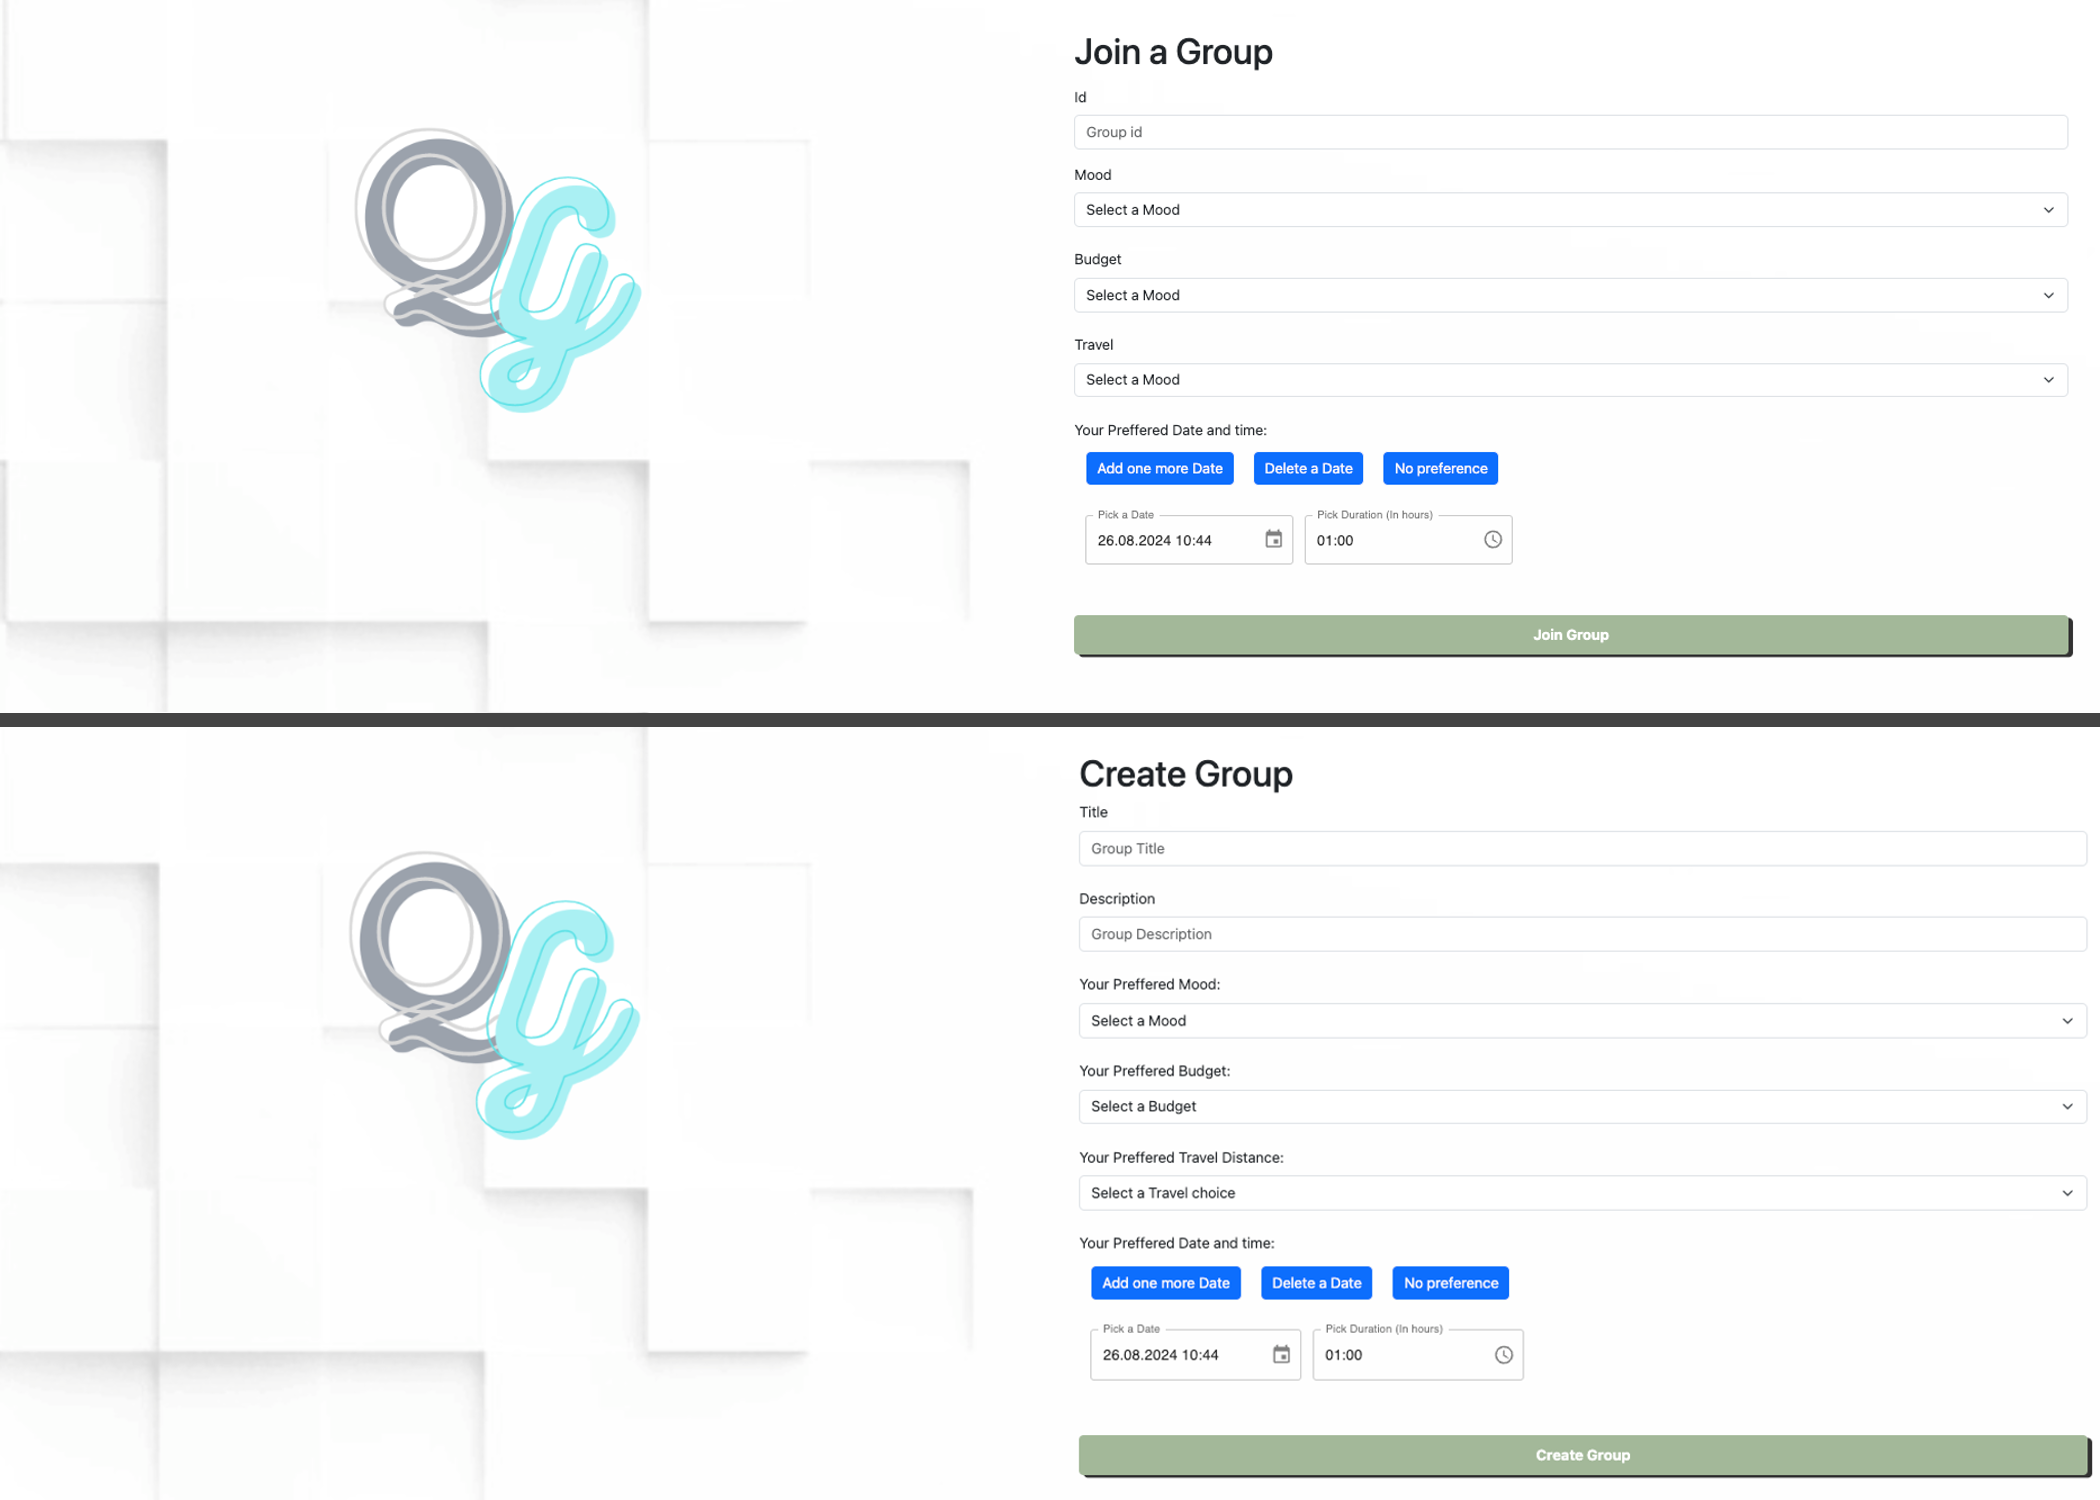 QG
Join a Group
Id
Group id
Mood
Select a Mood
Budget
Select a Mood
Travel
Select a Mood
Your Preffered Date and time:
Add one more Date Delete a Date No preference
Pick a Date Pick Duration (In hours)
26.08.2024 10:44 01:00
Join Group
QG
Create Group
Title
Group Title
Description
Group Description
Your Preffered Mood:
Select a Mood
Your Preffered Budget:
Select a Budget
Your Preffered Travel Distance:
Select a Travel choice
Your Preffered Date and time:
Add one more Date Delete a Date No preference
Pick a Date Pick Duration (In hours)
26.08.2024 10:44 01:00
Create Group